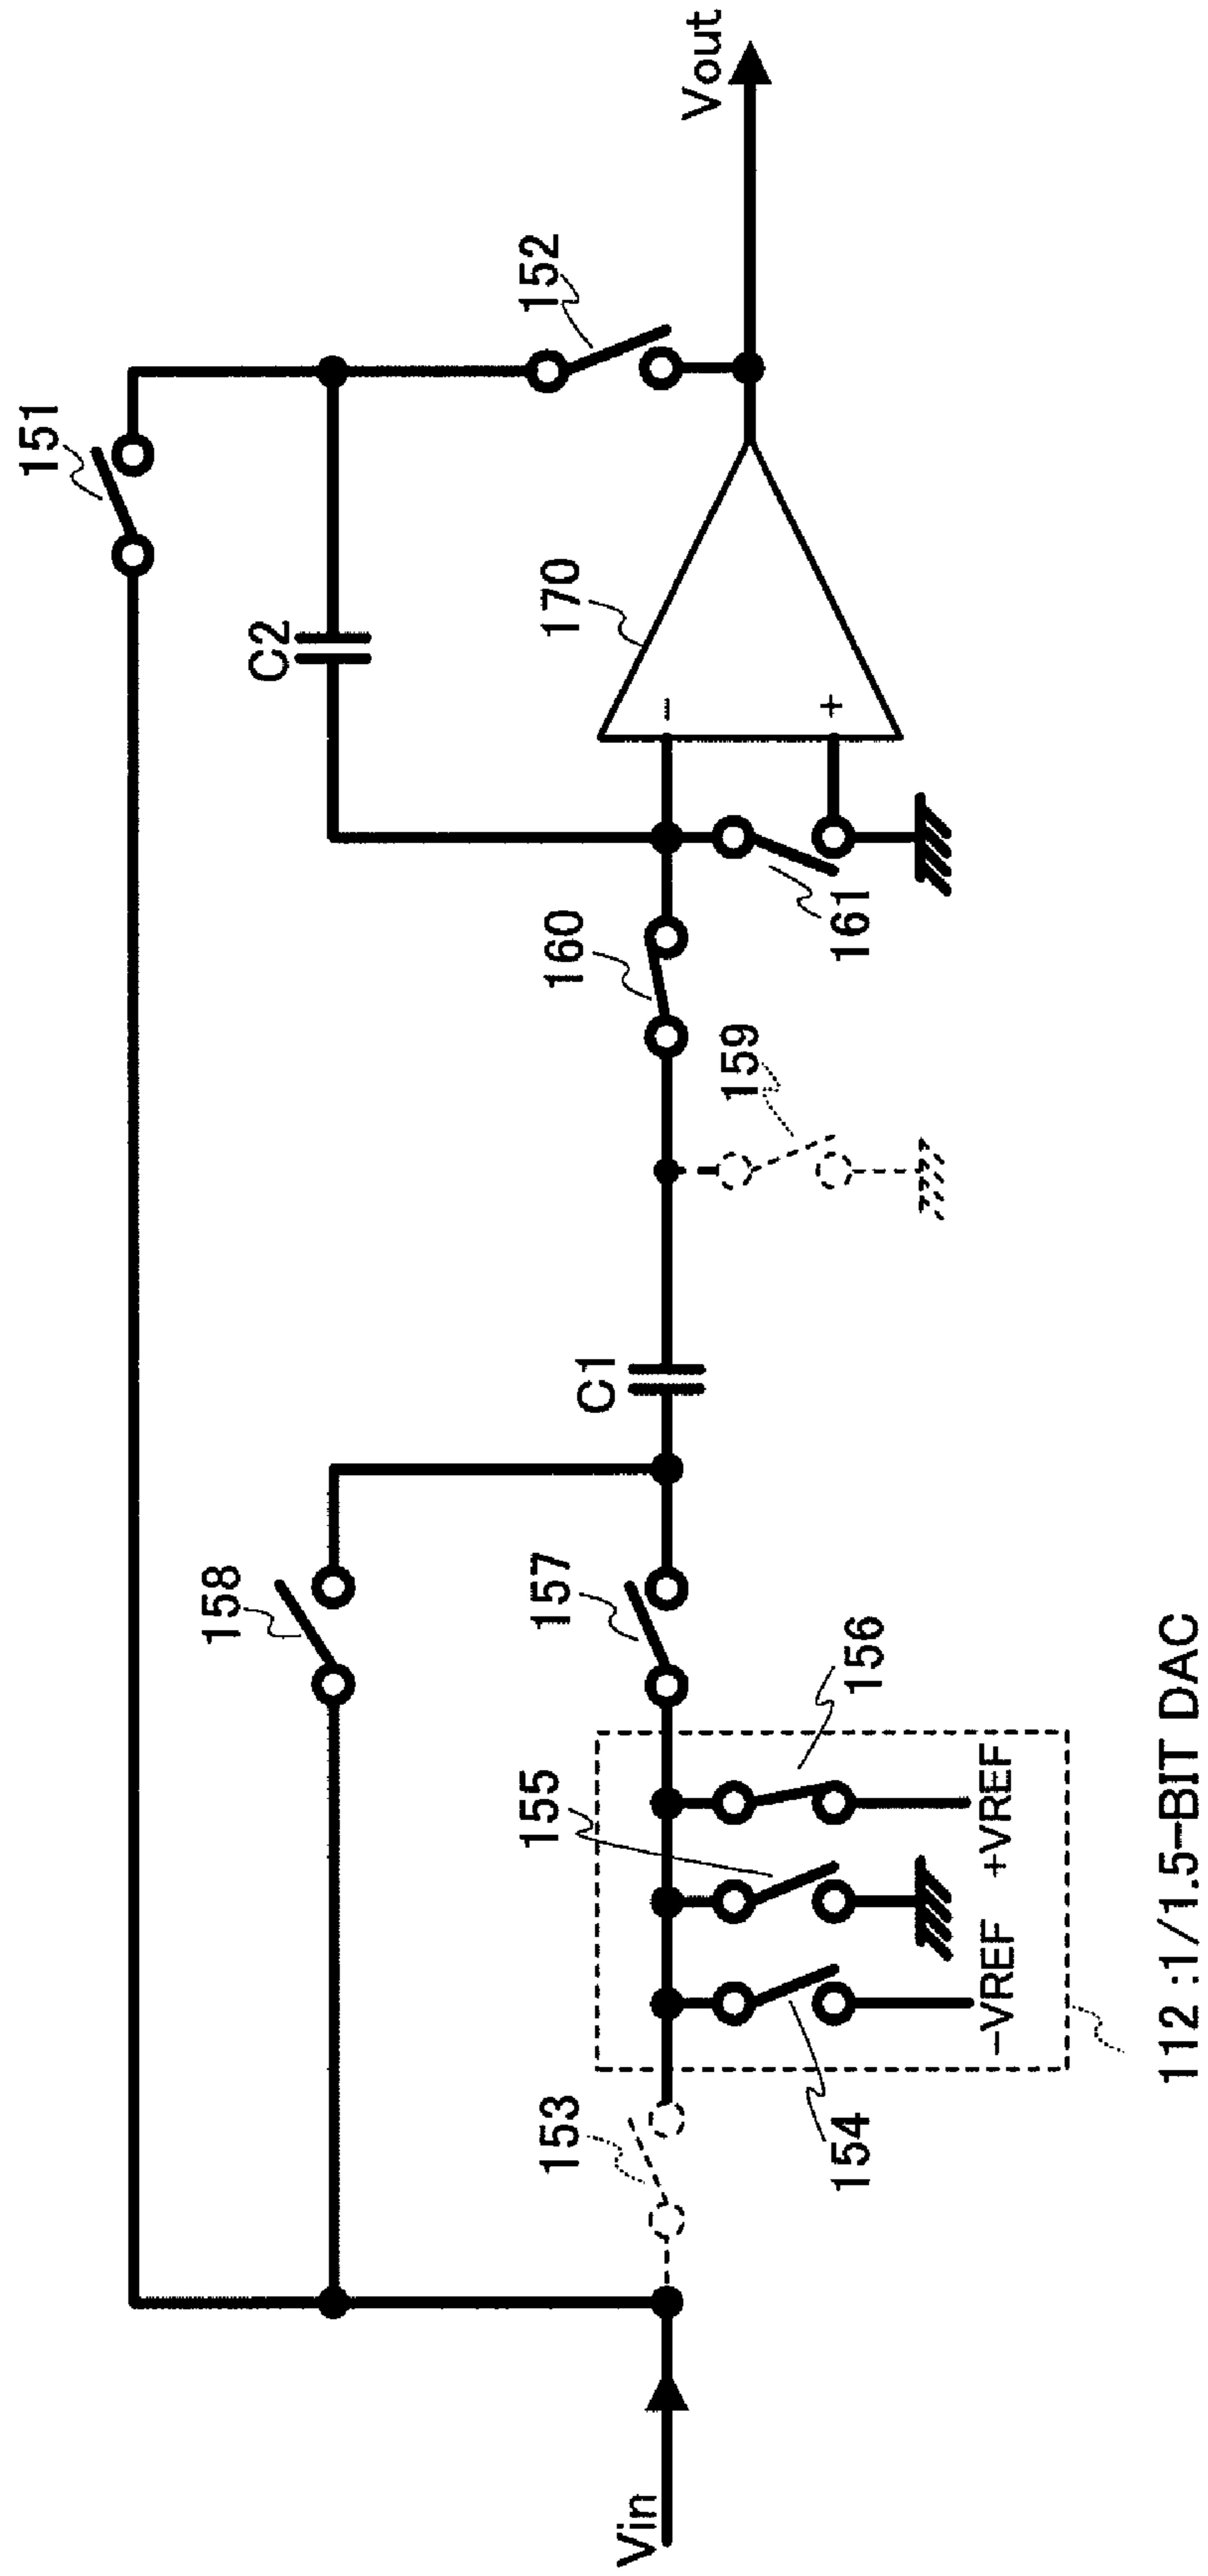 151
C2
152
Vout
158
170
−
+
C1
160
157
161
159
155
156
153
154
−VREF
+VREF
Vin
112 :1/1.5−BIT DAC